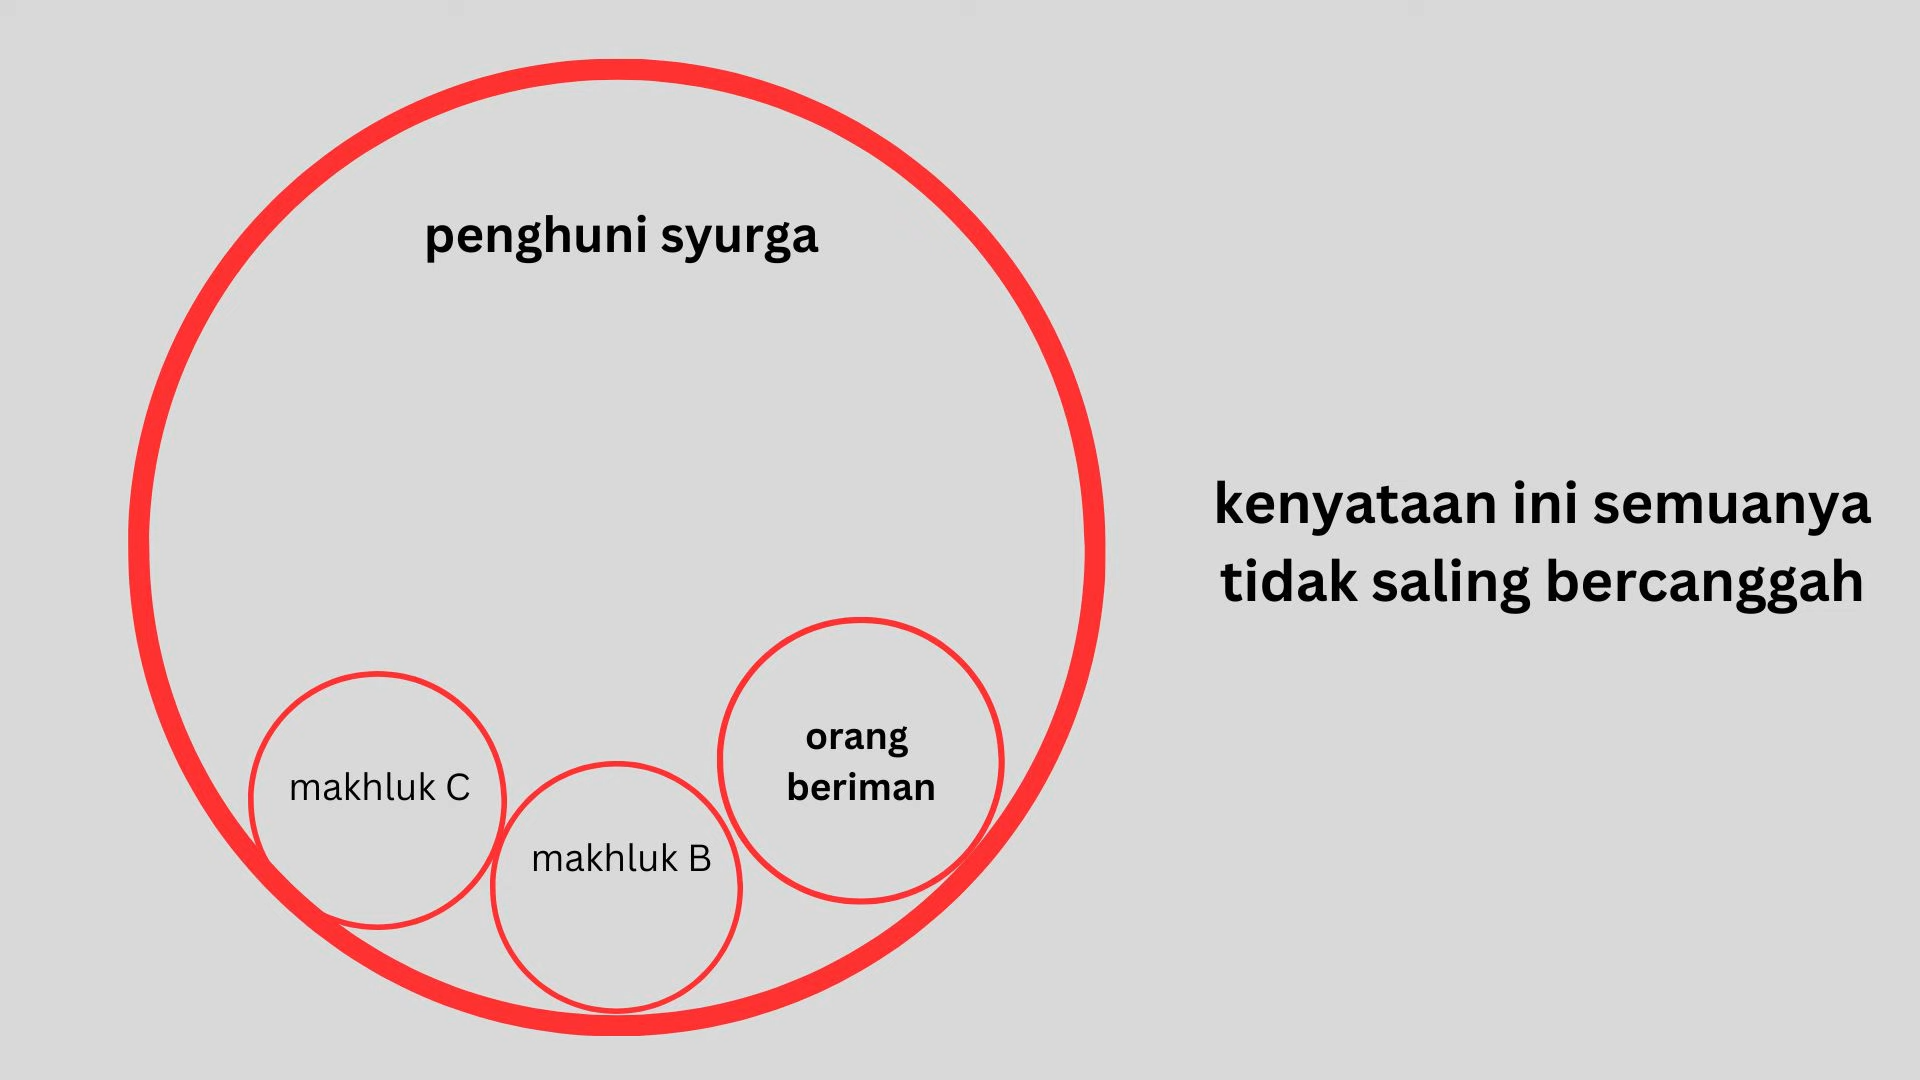 penghuni syurga
kenyataan ini semuanya
tidak saling bercanggah
orang
beriman
makhluk C
makhluk B